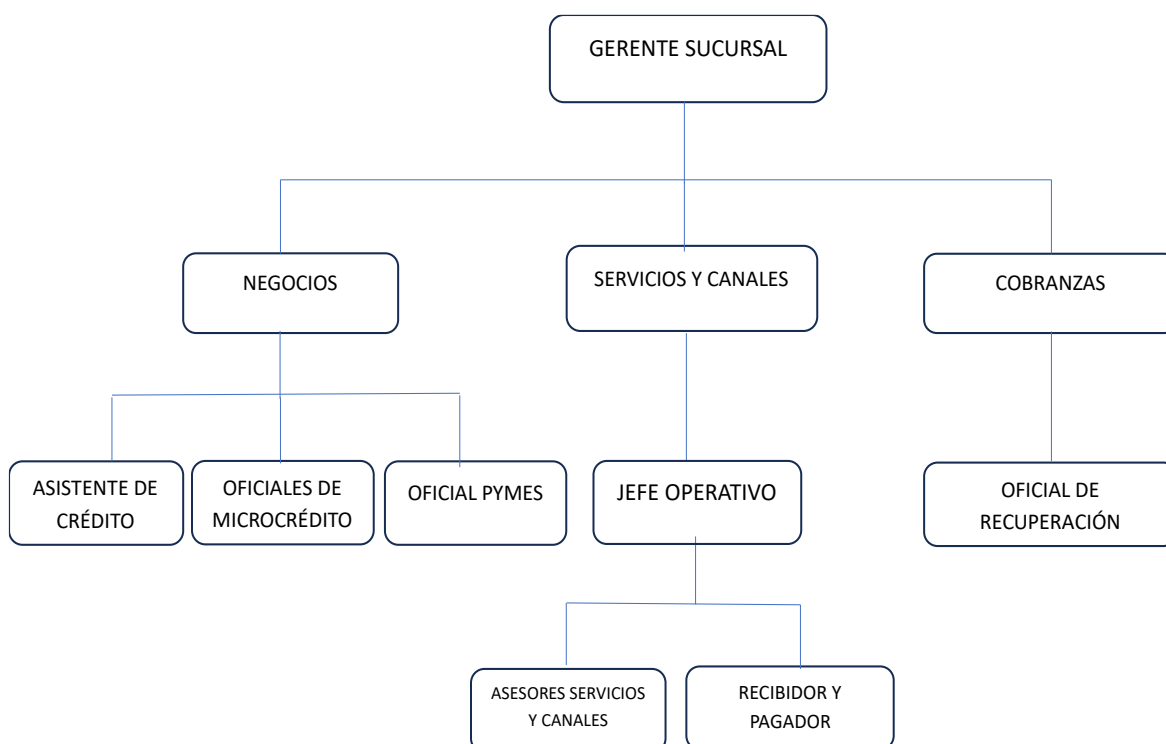 GERENTE SUCURSAL
NEGOCIOS
SERVICIOS Y CANALES
COBRANZAS
ASISTENTE DE
CRÉDITO
OFICIALES DE
MICROCRÉDITO
OFICIAL PYMES
JEFE OPERATIVO
OFICIAL DE
RECUPERACIÓN
ASESORES SERVICIOS
Y CANALES
RECIBIDOR Y
PAGADOR